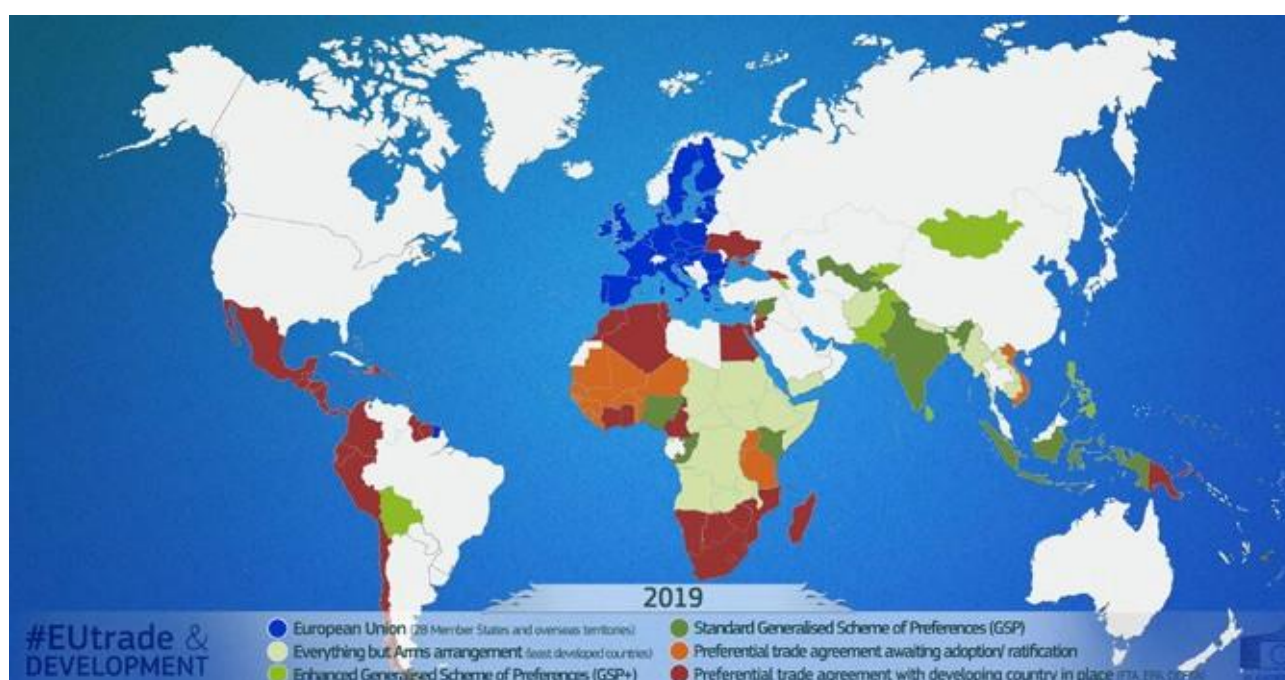 2019
#EUtrade &
DEVELOPMENT
European Union (28 Member States and overseas territories)
Everything but Arms arrangement (least developed countries)
Enhanced Generalised Scheme of Preferences (GSP+)
Standard Generalised Scheme of Preferences (GSP)
Preferential trade agreement awaiting adoption/ ratification
Preferential trade agreement with developing country in place